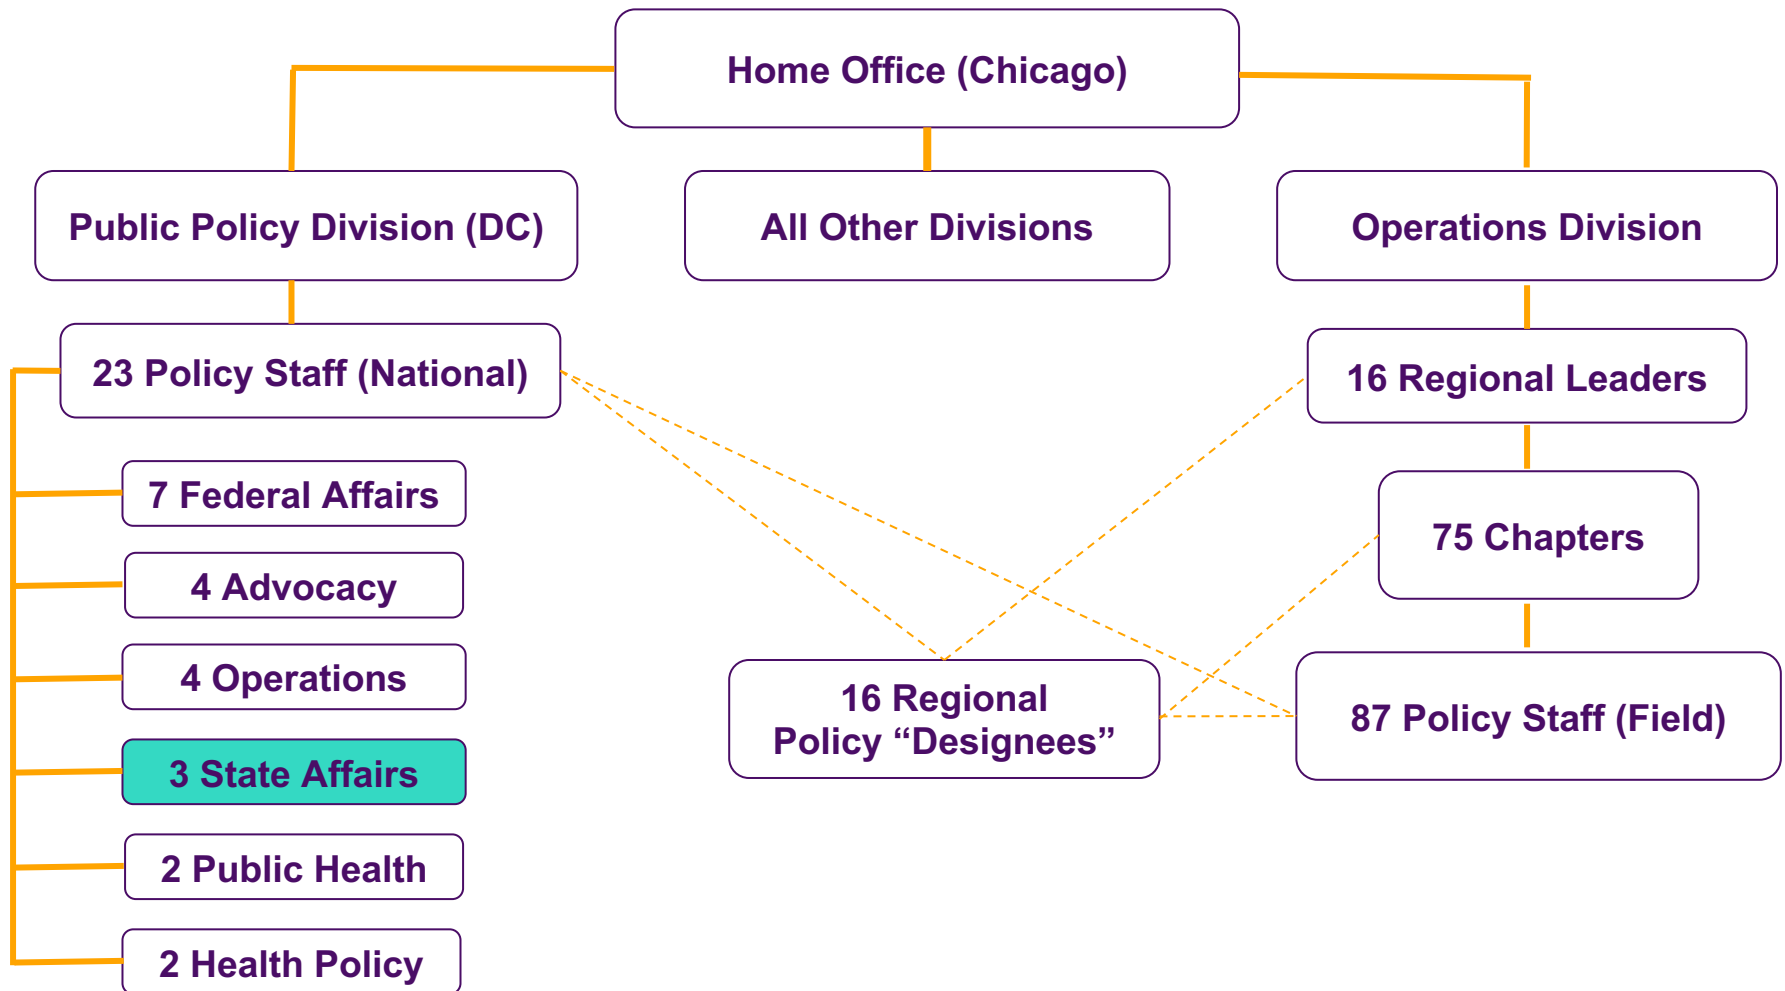 Home Office (Chicago)
Public Policy Division (DC)
All Other Divisions
Operations Division
23 Policy Staff (National)
16 Regional Leaders
7 Federal Affairs
75 Chapters
4 Advocacy
4 Operations
16 Regional
Policy “Designees”
87 Policy Staff (Field)
3 State Affairs
2 Public Health
2 Health Policy